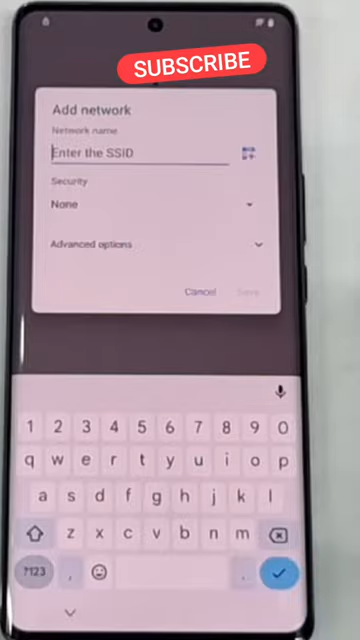 SUBSCRIBE
Add network
Network name
Enter the SSID
Security
None
Advanced options
Cancel Save
1 2 3 4 5 6 7 8 9 0
q w e r t y u i o p
a s d f g h j k l
z x c v b n m
?123 , .